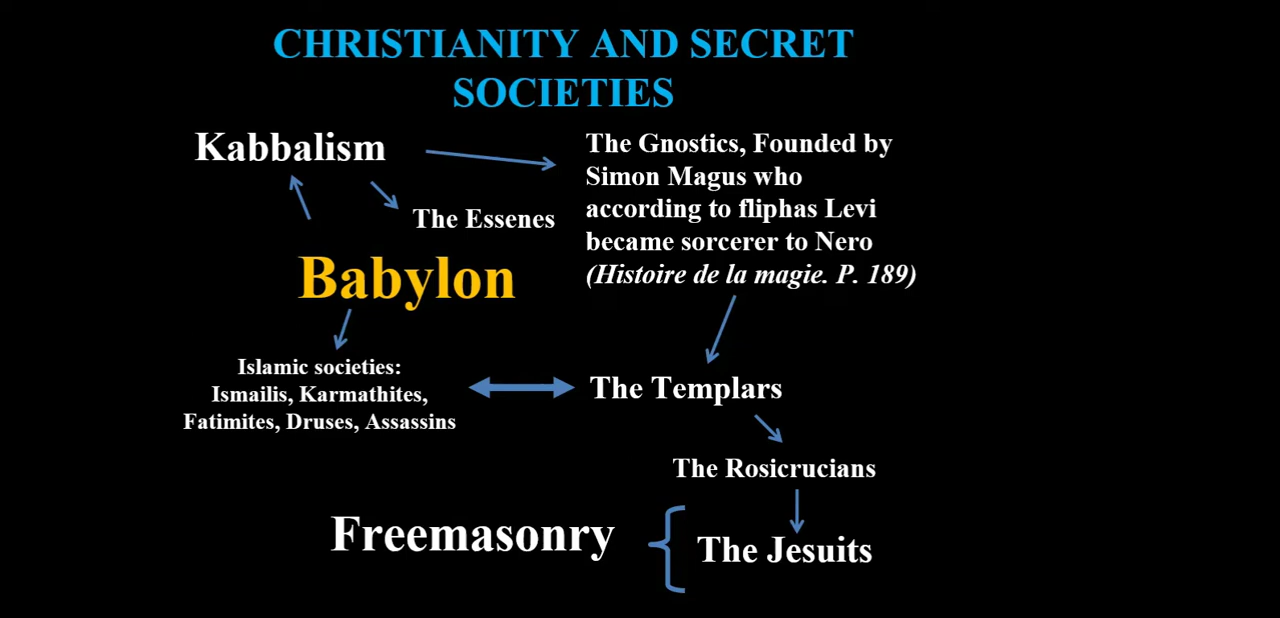 CHRISTIANITY AND SECRET
SOCIETIES
Kabbalism
The Gnostics, Founded by
Simon Magus who
according to fliphas Levi
became sorcerer to Nero
(Histoire de la magie. P. 189)
The Essenes
Babylon
Islamic societies:
Ismailis, Karmathites,
Fatimites, Druses, Assassins
The Templars
The Rosicrucians
Freemasonry
The Jesuits